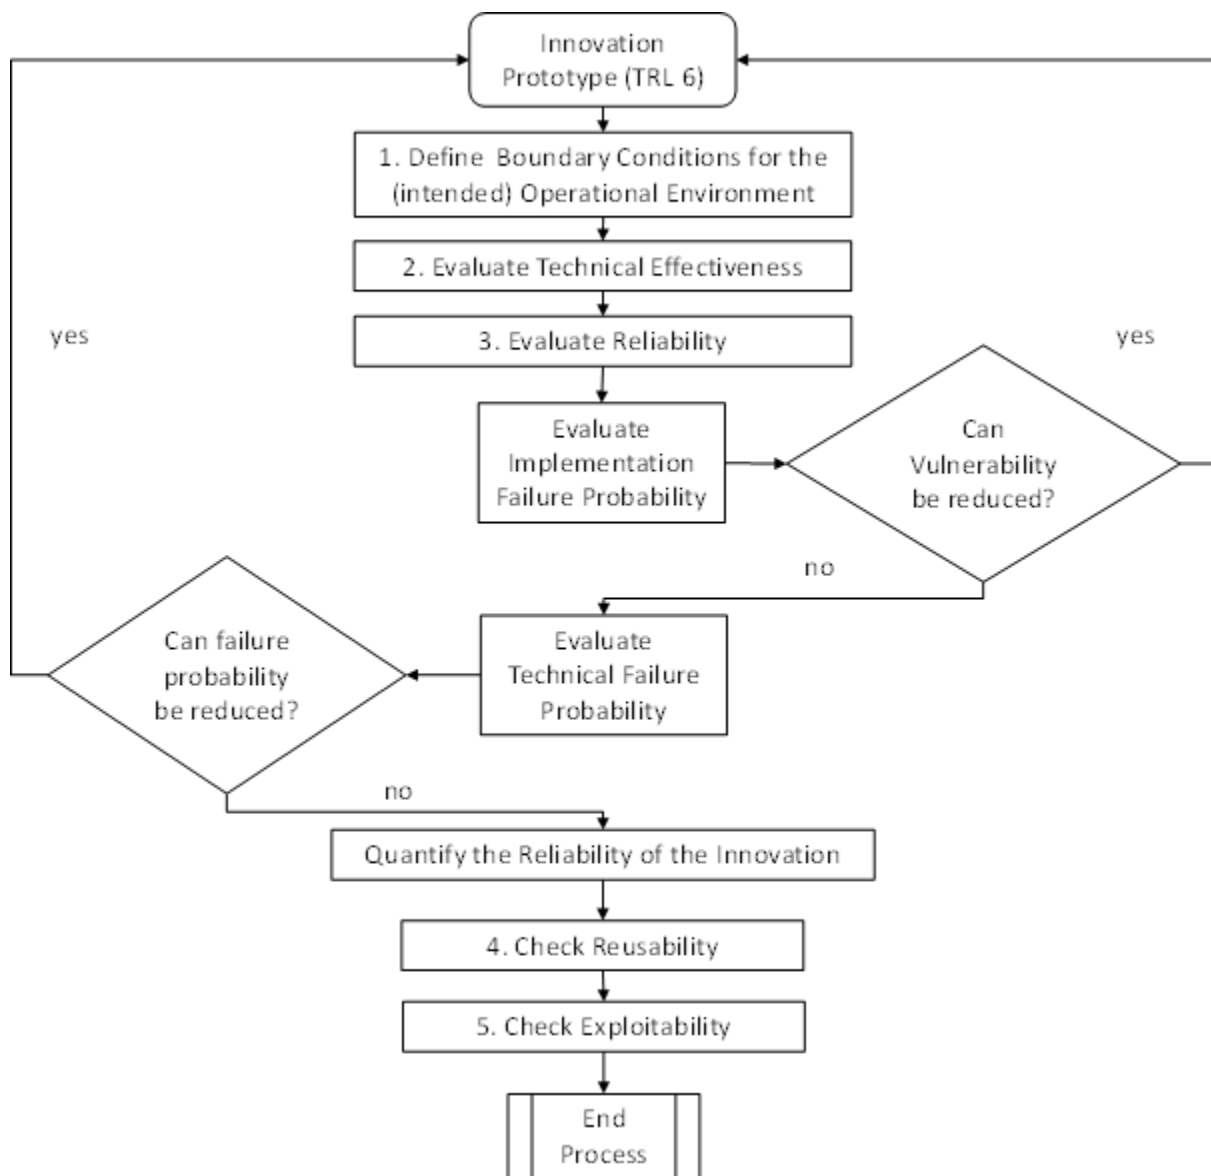 Innovation
Prototype (TRL 6)
1. Define Boundary Conditions for the
(intended) Operational Environment
2. Evaluate Technical Effectiveness
yes
3. Evaluate Reliability
yes
Evaluate
Implementation
Failure Probability
Can
Vulnerability
be reduced?
no
Can failure
probability
be reduced?
Evaluate
Technical Failure
Probability
no
Quantify the Reliability of the Innovation
4. Check Reusability
5. Check Exploitability
End
Process